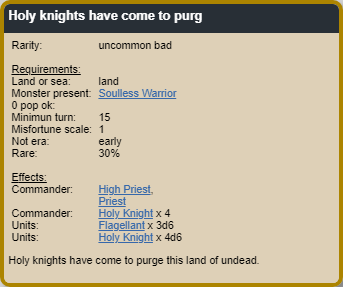 Holy knights have come to purg
Rarity: uncommon bad
Requirements:
Land or sea: land
Monster present: Soulless Warrior
0 pop ok:
Minimun turn: 15
Misfortune scale: 1
Not era: early
Rare: 30%
Effects:
Commander: High Priest,
Priest
Commander: Holy Knight x 4
Units: Flagellant x 3d6
Units: Holy Knight x 4d6
Holy knights have come to purge this land of undead.